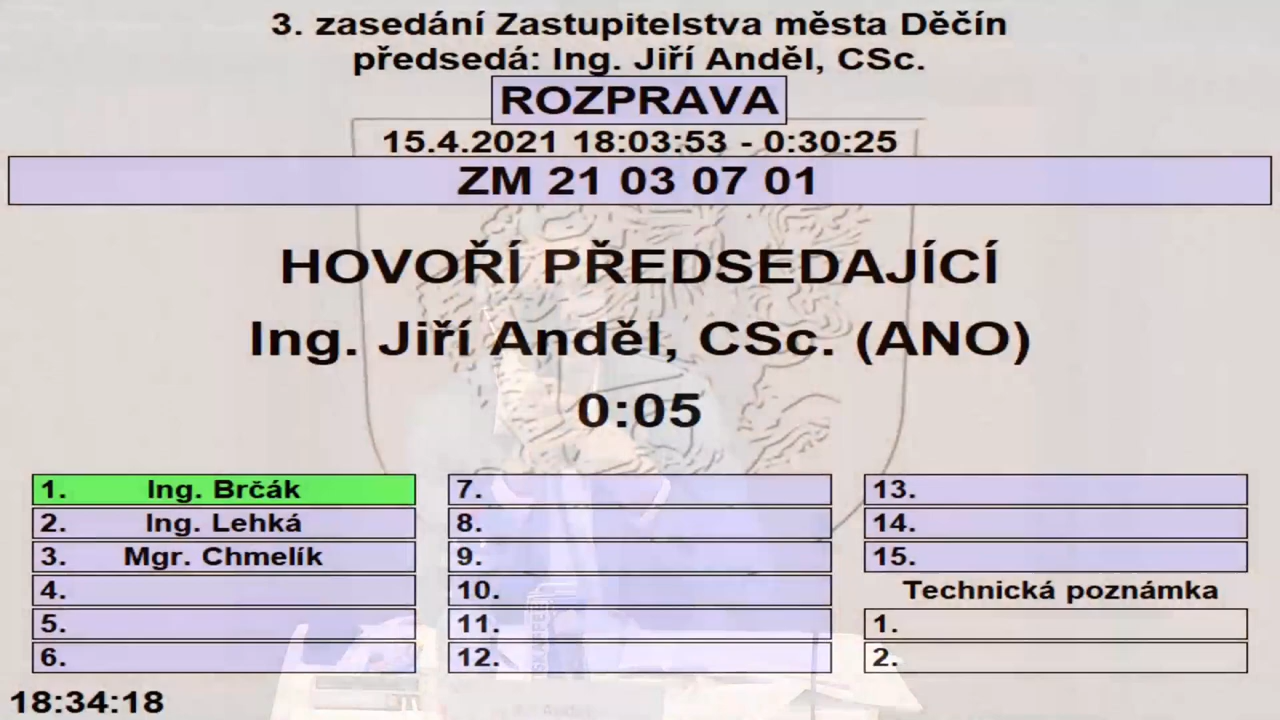 3. zasedání Zastupitelstva města Děčín
předsedá: Ing. Jiří Anděl, CSc.
ROZPRAVA
15.4.2021 18:03:53 - 0:30:25
ZM 21 03 07 01
HOVOŘÍ PŘEDSEDAJÍCÍ
Ing. Jiří Anděl, CSc. (ANO)
0:05
1. Ing. Brčák
2. Ing. Lehká
3. Mgr. Chmelík
4.
5.
6.
7.
8.
9.
10.
11.
12.
13.
14.
15.
Technická poznámka
1.
2.
18:34:18